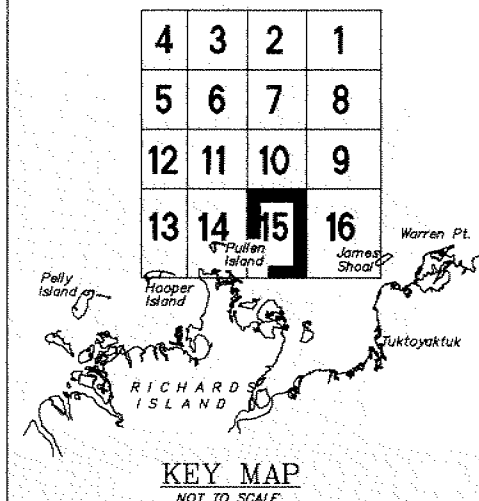 4 3 2 1
5 6 7 8
12 11 10 9
13 14 15 16
Warren Pt.
Pullen
Island
James
Shoal
Pelly
Island
Hooper
Island
Tuktoyaktuk
RICHARDS
ISLAND
KEY MAP
NOT TO SCALE